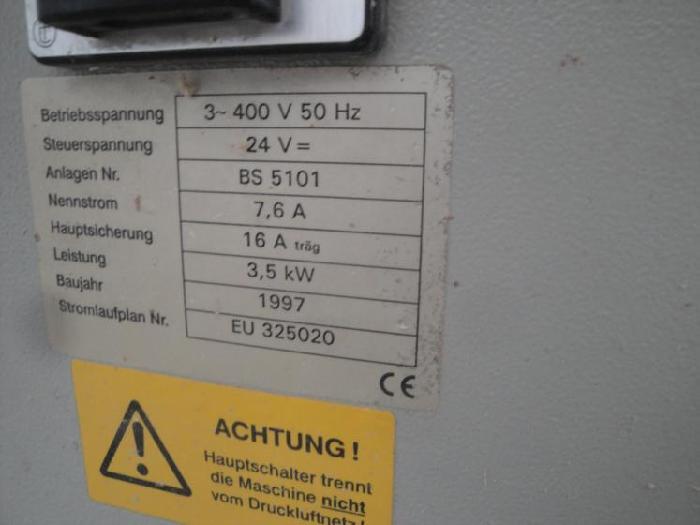 Betriebsspannung 3~ 400 V 50 Hz
Steuerspannung 24 V =
Anlagen Nr. BS 5101
Nennstrom 7,6 A
Hauptsicherung 16 A träg
Leistung 3,5 kW
Baujahr 1997
Stromlaufplan Nr. EU 325020
CE
ACHTUNG!
Hauptschalter trennt
die Maschine nicht
vom Druckluftnetz!